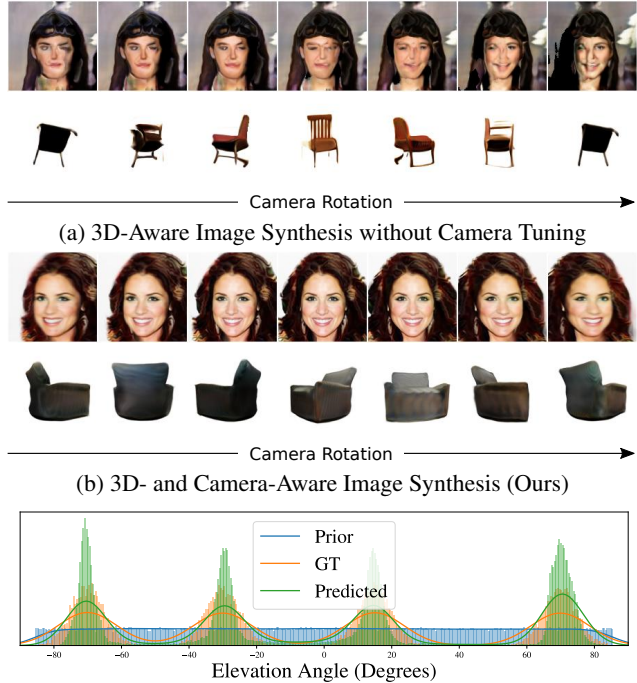 Camera Rotation
(a) 3D-Aware Image Synthesis without Camera Tuning
Camera Rotation
(b) 3D- and Camera-Aware Image Synthesis (Ours)
Prior
GT
Predicted
−80 −60 −40 −20 0 20 40 60 80
Elevation Angle (Degrees)